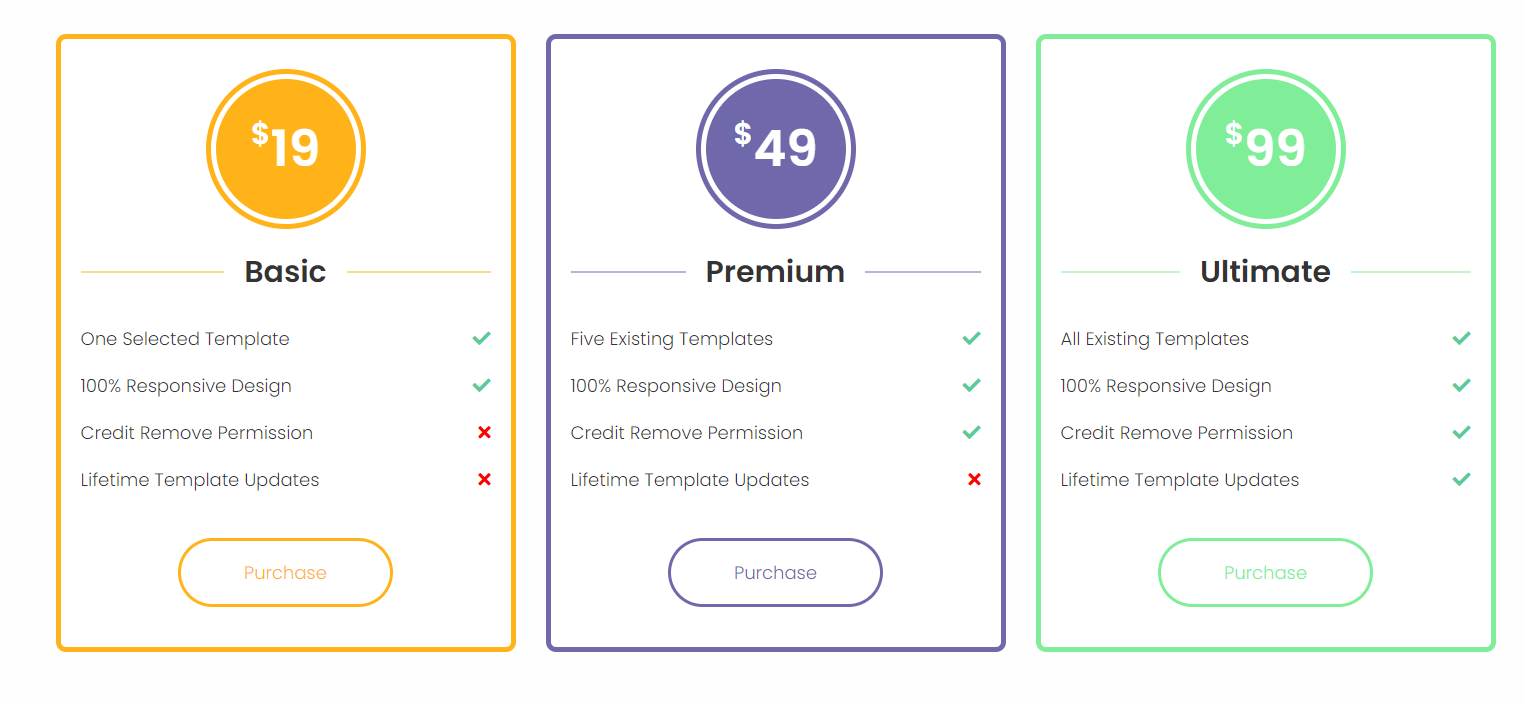 $19
Basic
One Selected Template
100% Responsive Design
Credit Remove Permission
Lifetime Template Updates
Purchase
$49
Premium
Five Existing Templates
100% Responsive Design
Credit Remove Permission
Lifetime Template Updates
Purchase
$99
Ultimate
All Existing Templates
100% Responsive Design
Credit Remove Permission
Lifetime Template Updates
Purchase